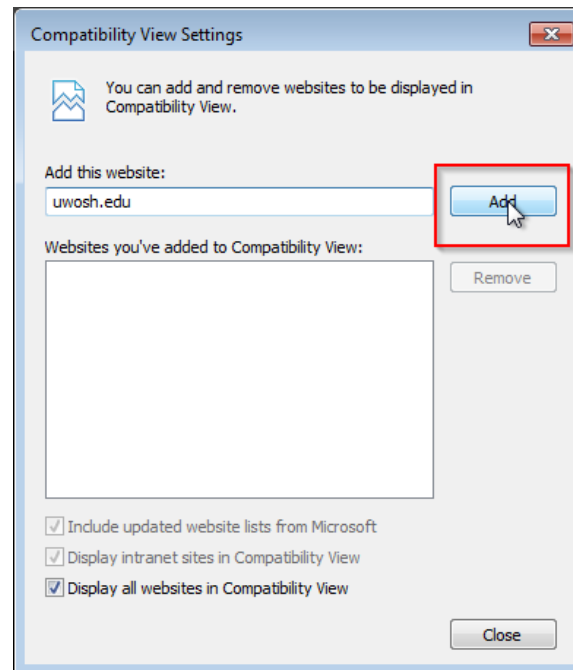 Compatibility View Settings
You can add and remove websites to be displayed in
Compatibility View.
Add this website:
uwosh.edu
Add
Websites you've added to Compatibility View:
Remove
Include updated website lists from Microsoft
Display intranet sites in Compatibility View
Display all websites in Compatibility View
Close